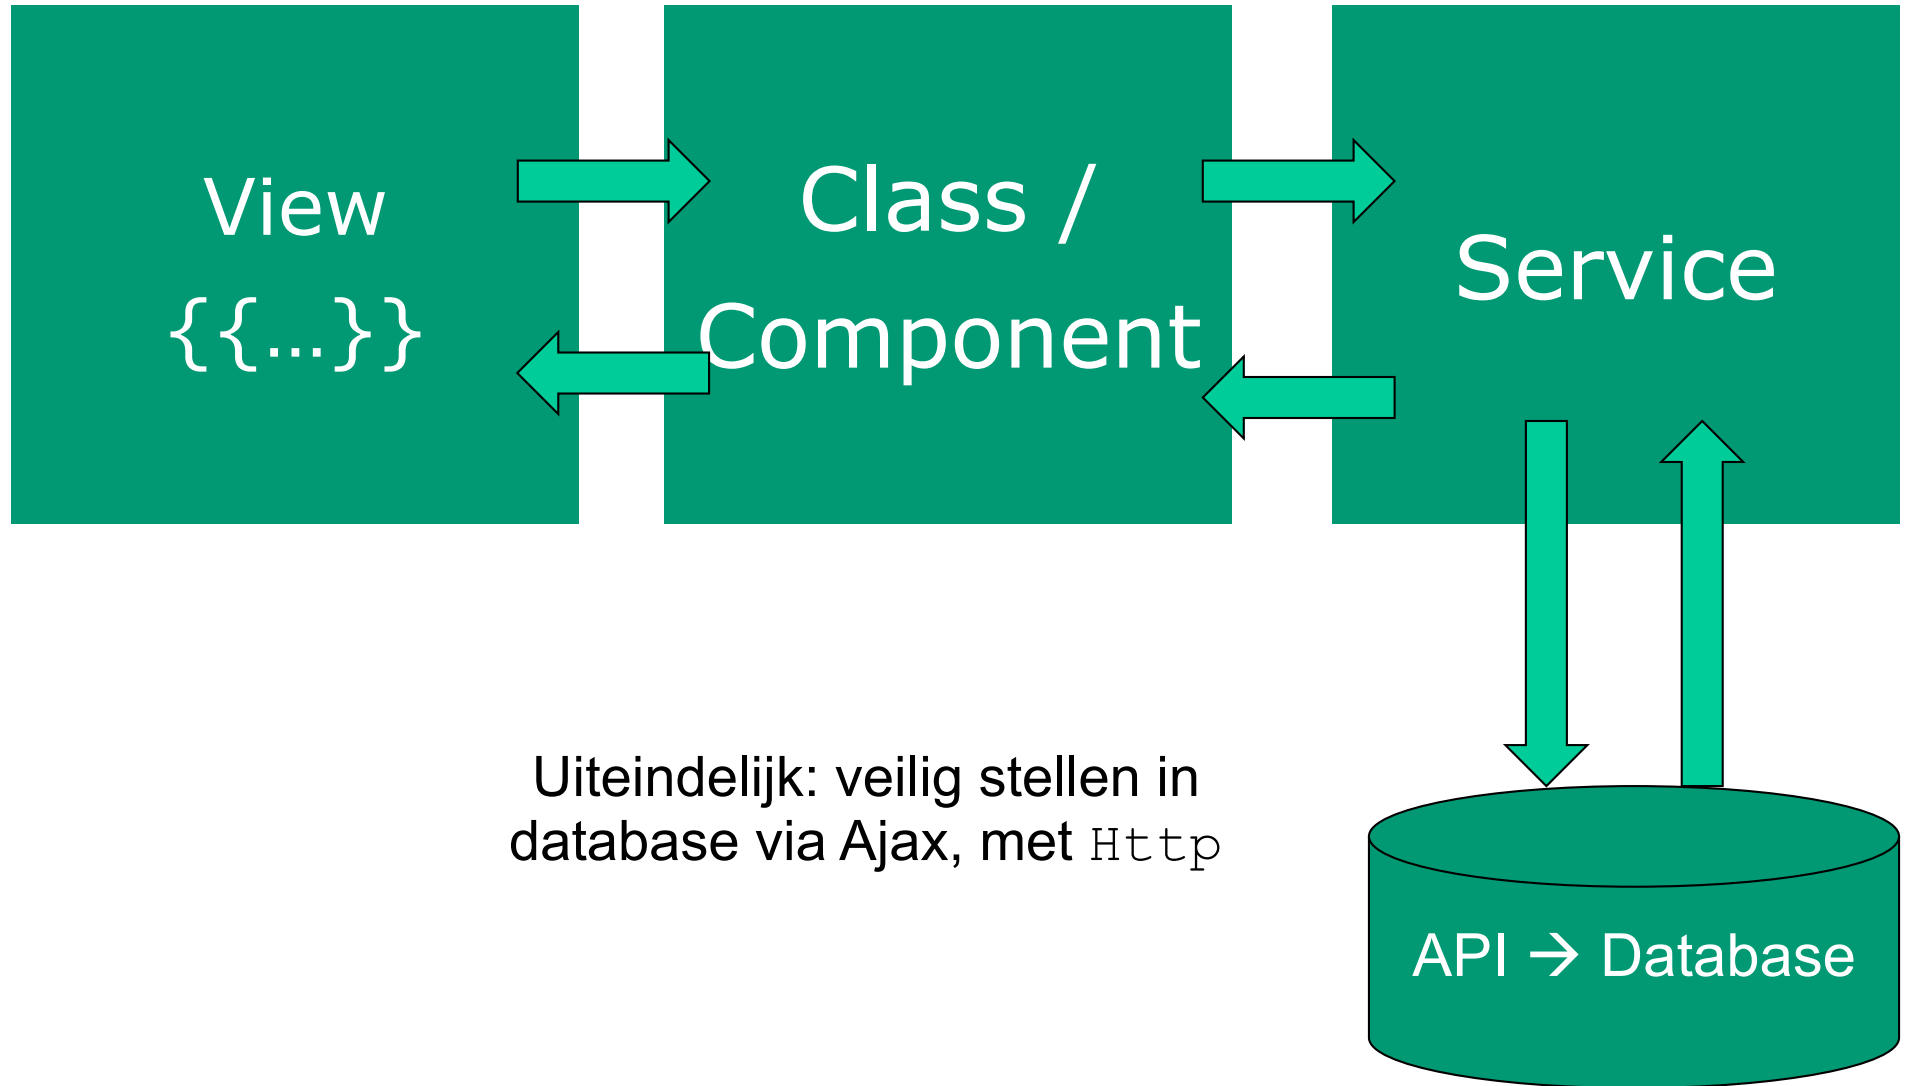 View
{{…}}
Class /
Component
Service
Uiteindelijk: veilig stellen in
database via Ajax, met Http
API → Database